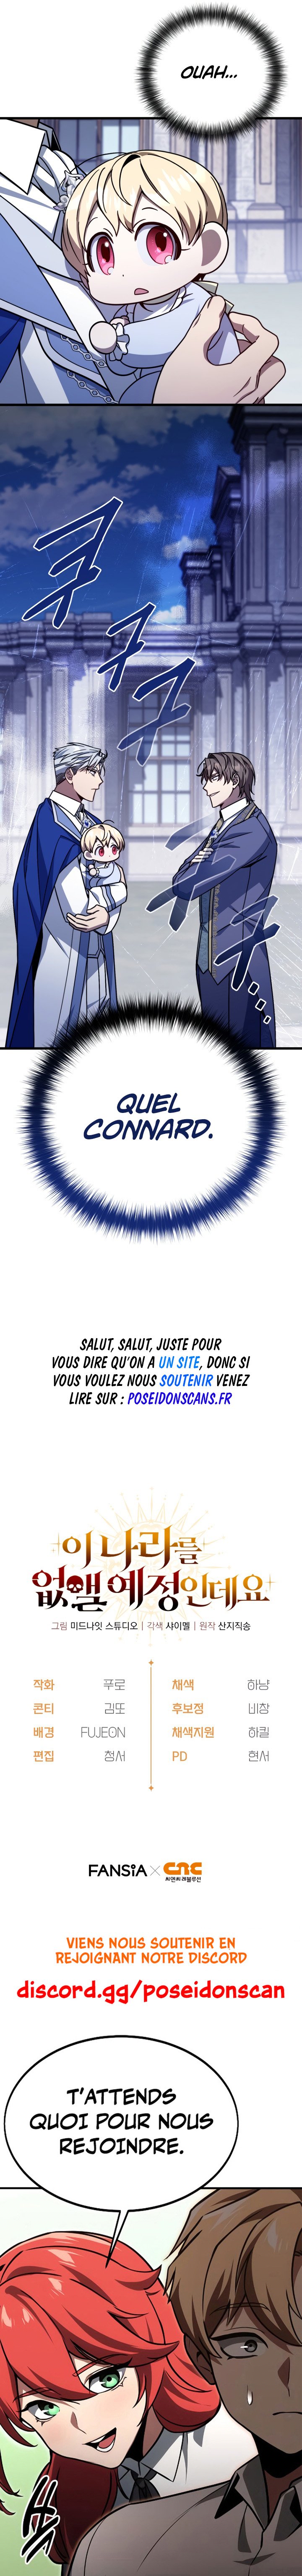 OUAH...
QUEL
CONNARD.
SALUT, SALUT, JUSTE POUR
VOUS DIRE QU'ON A UN SITE, DONC SI
VOUS VOULEZ NOUS SOUTENIR VENEZ
LIRE SUR : POSEIDONSCANS.FR
이 나라를
없앨 예정인데요
그림 미드나잇 스튜디오 | 각색 샤이멜 | 원작 산지직송
작화 푸로 채색 하냥
콘티 김또 후보정 비창
배경 FUJEON 채색지원 하킬
편집 청서 PD 현서
FANSIA × CNC
씨엔씨레볼루션
VIENS NOUS SOUTENIR EN
REJOIGNANT NOTRE DISCORD
discord.gg/poseidonscan
T'ATTENDS
QUOI POUR NOUS
REJOINDRE.